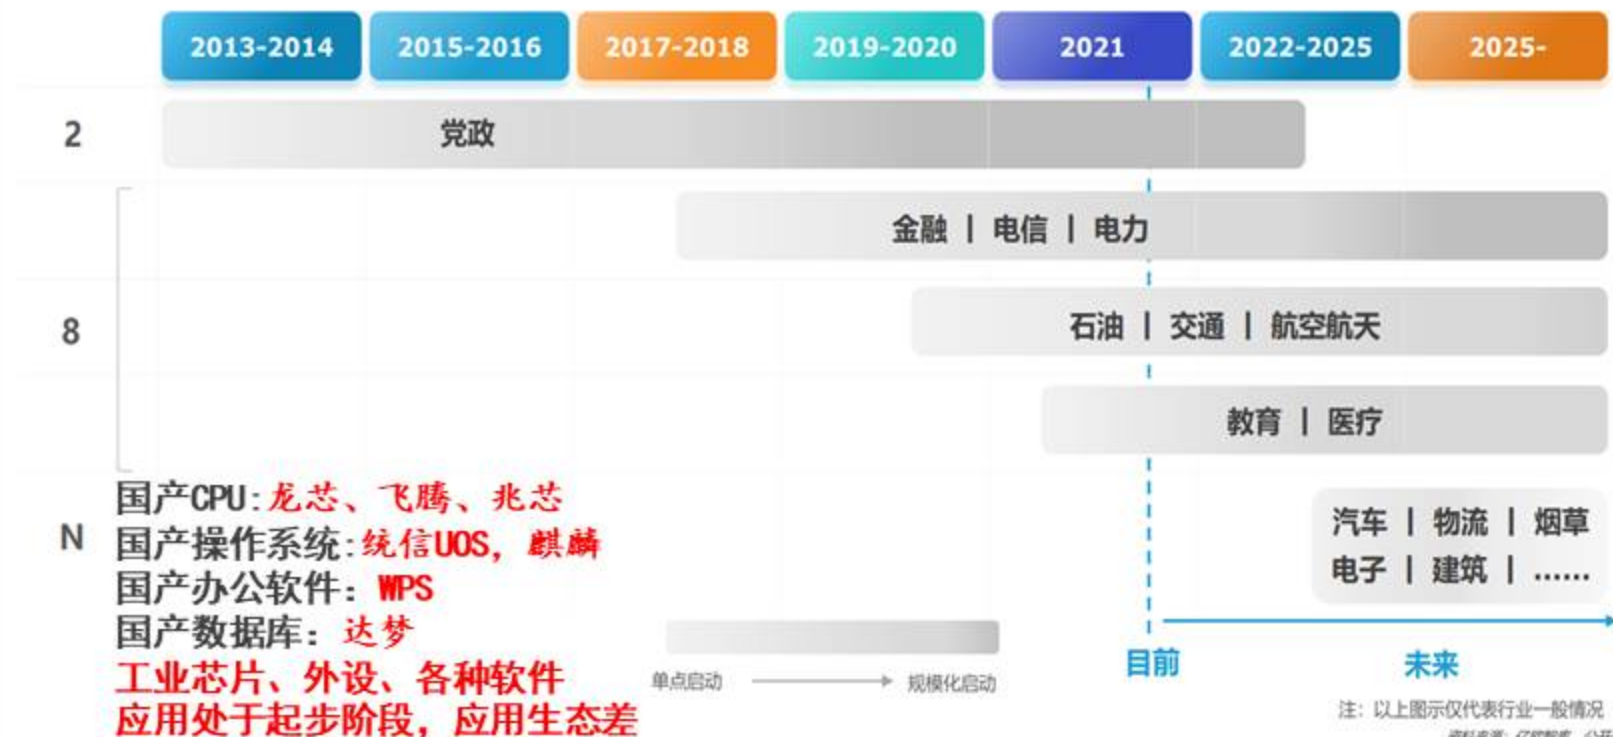 2013-2014 2015-2016 2017-2018 2019-2020 2021 2022-2025 2025-
2 党政
金融 | 电信 | 电力
8 石油 | 交通 | 航空航天
教育 | 医疗
N
国产CPU:龙芯、飞腾、兆芯
国产操作系统:统信UOS，麒麟
国产办公软件：WPS
国产数据库：达梦
工业芯片、外设、各种软件
应用处于起步阶段，应用生态差
汽车 | 物流 | 烟草
电子 | 建筑 | ……
单点启动 规模化启动
目前 未来
注：以上图示仅代表行业一般情况